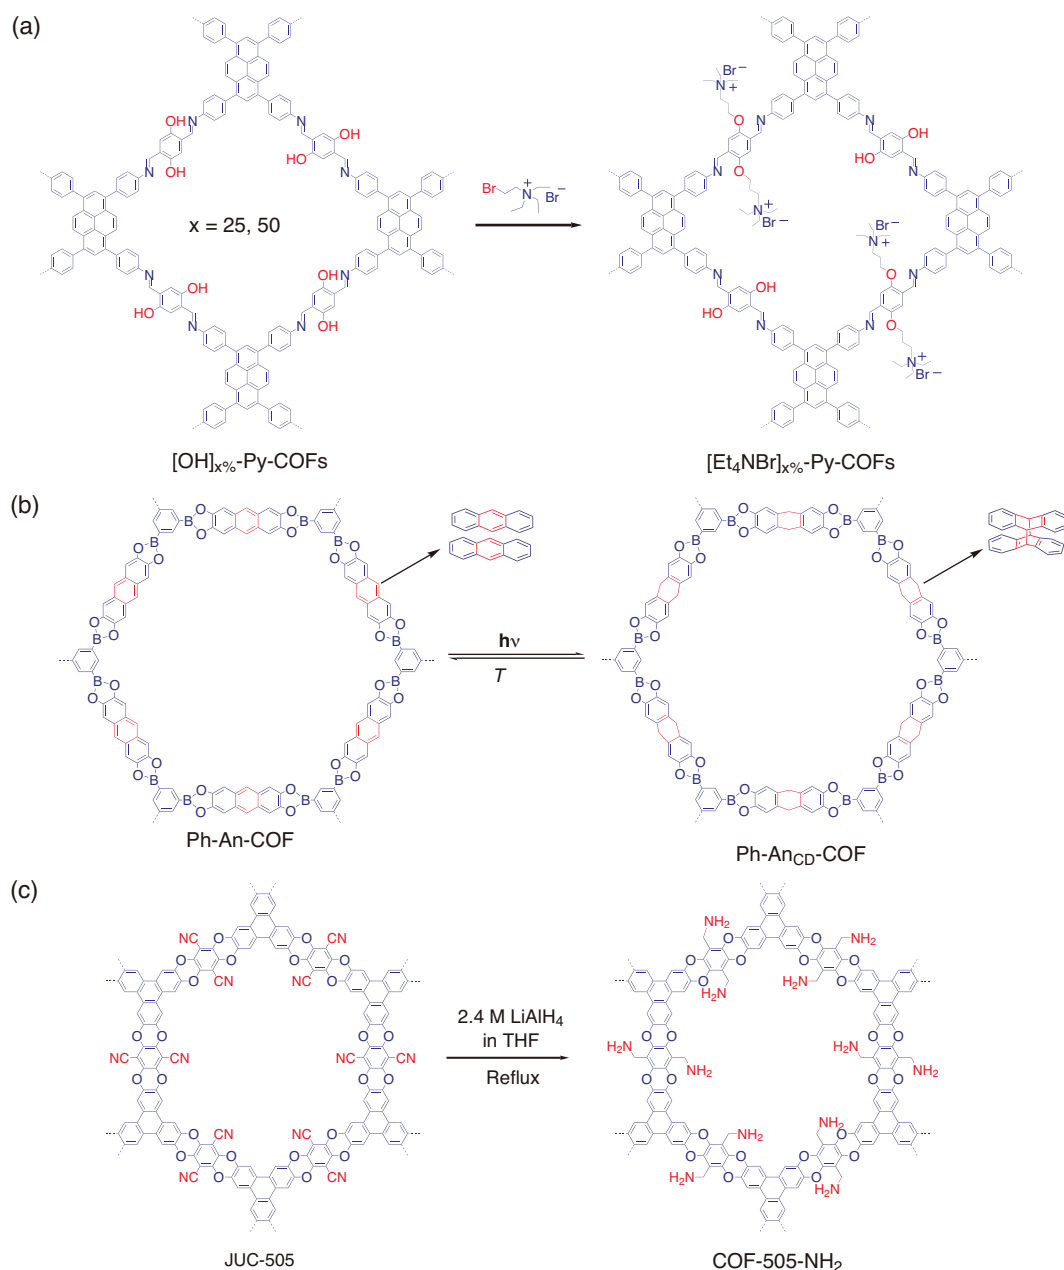 (a)
OH
OH
N
N
OH
HO
N
N
x = 25, 50
Br
N
+
Br−
N
N
OH
HO
N
OH
OH
N
[OH]x%-Py-COFs
Br−
N
+
O
N
N
OH
HO
O
N
N
N
+
Br−
Br−
N
+
OH
HO
N
N
O
O
N
N
N
+
Br−
[Et4NBr]x%-Py-COFs
(b)
B
O
O
O
O
B
hν
T
Ph-An-COF
Ph-AnCD-COF
(c)
NC
CN
CN
NC
NC
CN
NC
CN
CN
NC
NC
CN
2.4 M LiAlH4
in THF
Reflux
NH2
NH2
H2N
H2N
H2N
NH2
H2N
NH2
NH2
NH2
H2N
H2N
JUC-505
COF-505-NH2